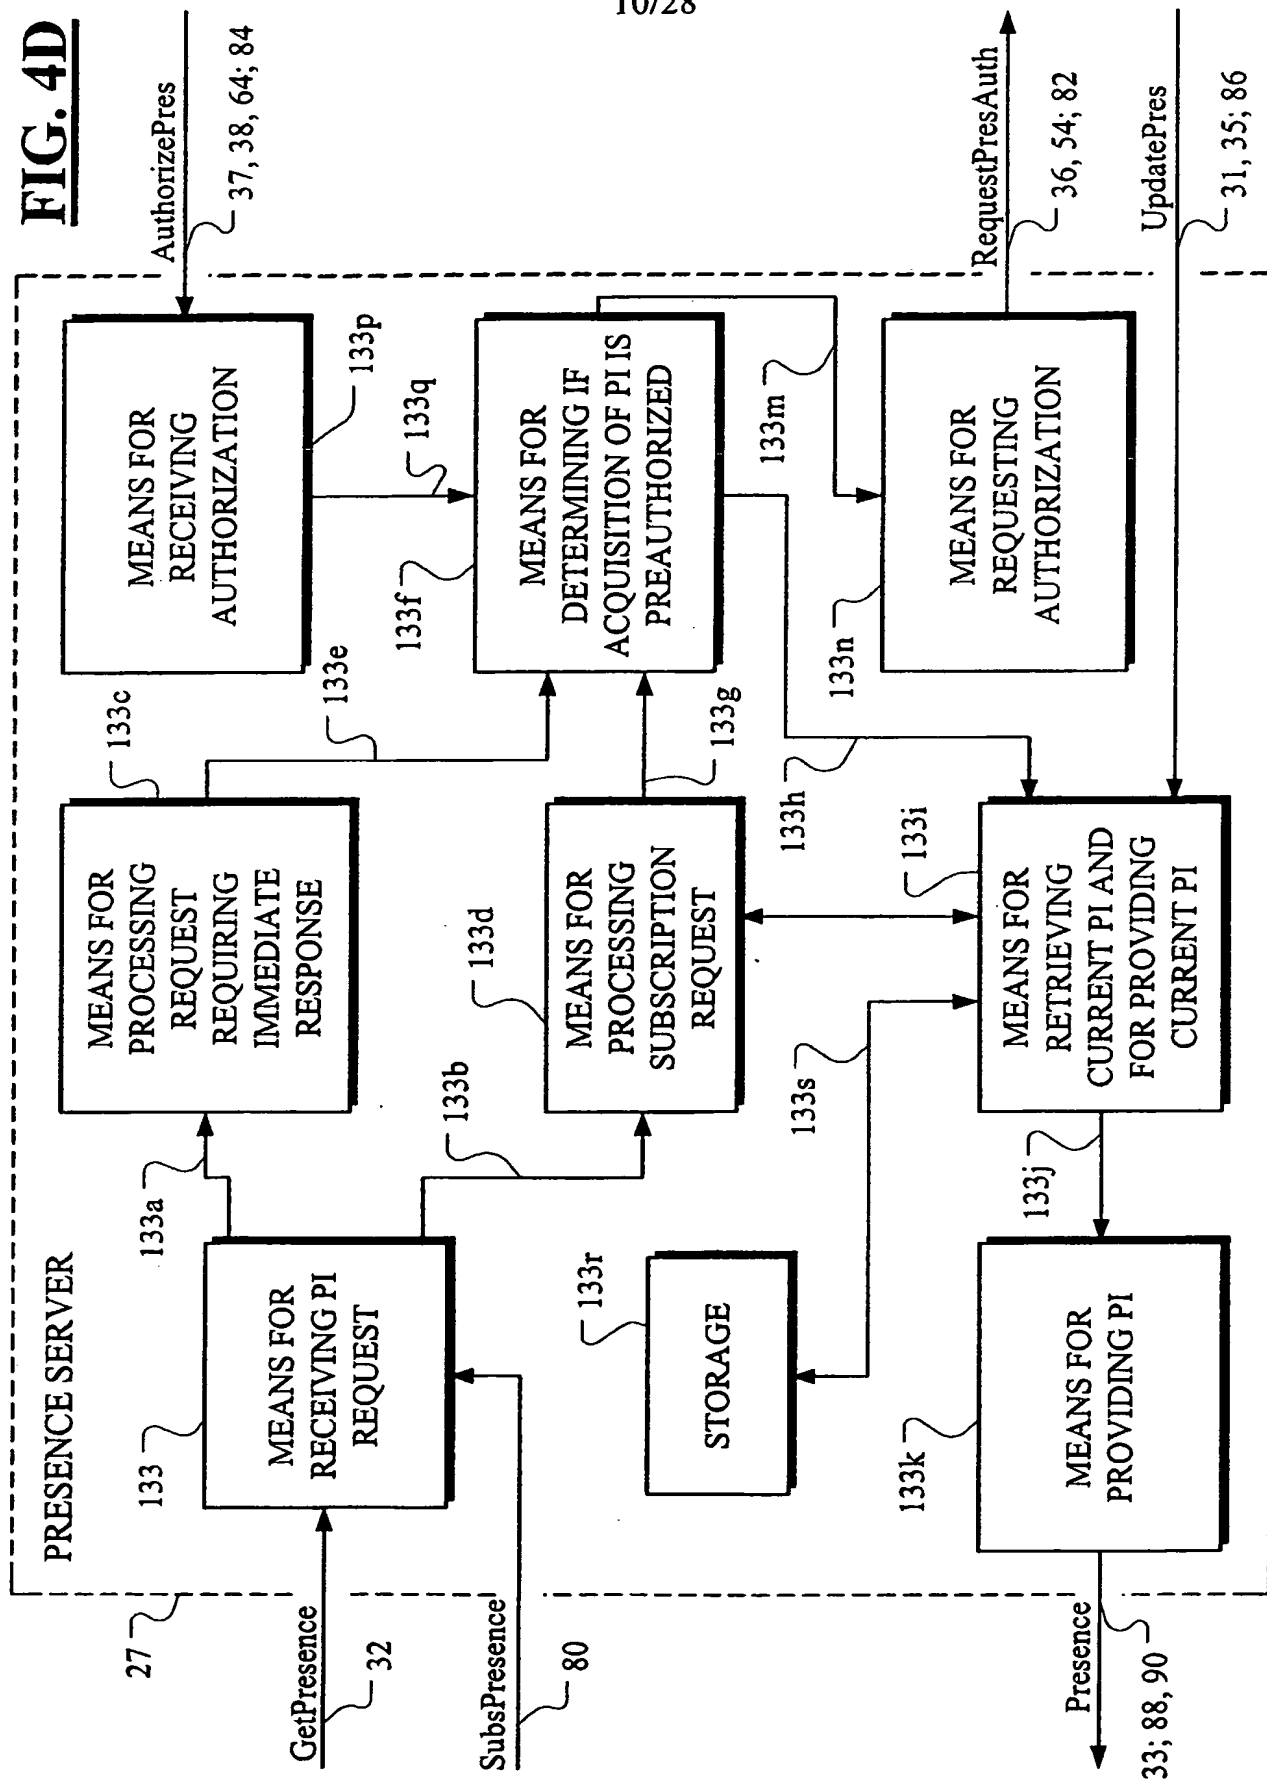 10/28
FIG. 4D
PRESENCE SERVER
27
GetPresence
32
SubsPresence
80
Presence
33; 88, 90
133
MEANS FOR
RECEIVING PI
REQUEST
133a
133b
133r
STORAGE
133k
MEANS FOR
PROVIDING PI
133c
MEANS FOR
PROCESSING
REQUEST
REQUIRING
IMMEDIATE
RESPONSE
133d
MEANS FOR
PROCESSING
SUBSCRIPTION
REQUEST
133s
133j
133i
MEANS FOR
RETRIEVING
CURRENT PI AND
FOR PROVIDING
CURRENT PI
133e
133g
133h
MEANS FOR
RECEIVING
AUTHORIZATION
133p
133q
133f
MEANS FOR
DETERMINING IF
ACQUISITION OF PI IS
PREAUTHORIZED
133m
133n
MEANS FOR
REQUESTING
AUTHORIZATION
AuthorizePres
37, 38, 64; 84
RequestPresAuth
36, 54; 82
UpdatePres
31, 35; 86